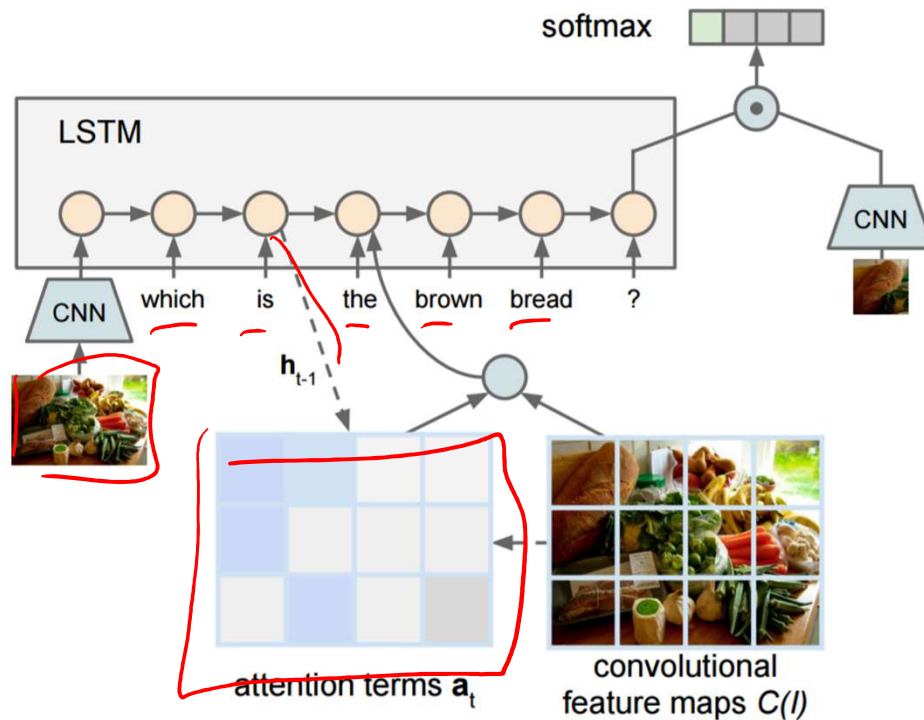 softmax
LSTM
CNN
CNN
which is the brown bread ?
h t-1
attention terms a t
convolutional
feature maps C(I)